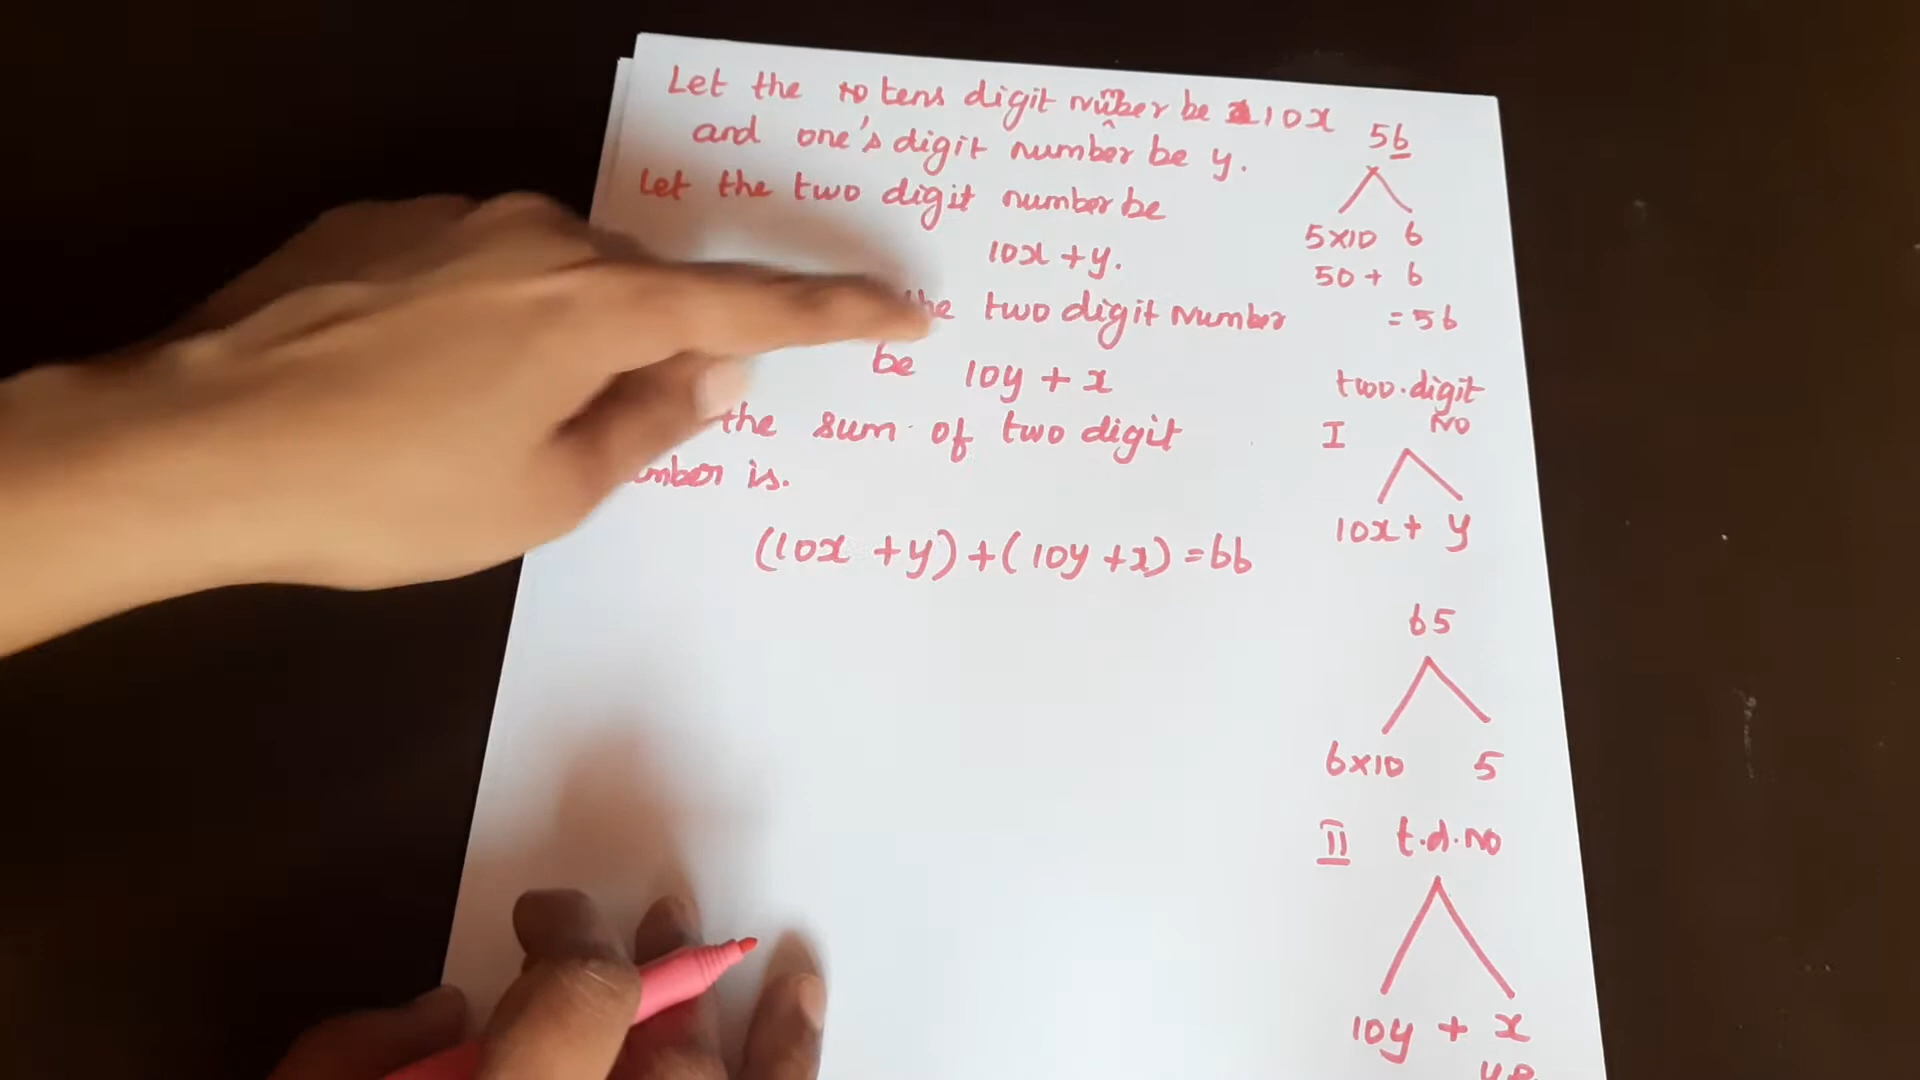 Let the to tens digit number be 10x
and one's digit number be y.
Let the two digit number be
10x + y.
the two digit Number
be 10y + x
the sum of two digit
is.
(10x + y) + (10y + x) = 66
56
5x10 6
50 + 6
= 56
two.digit
No
I
10x + y
65
6x10 5
II t.d.no
10y + x